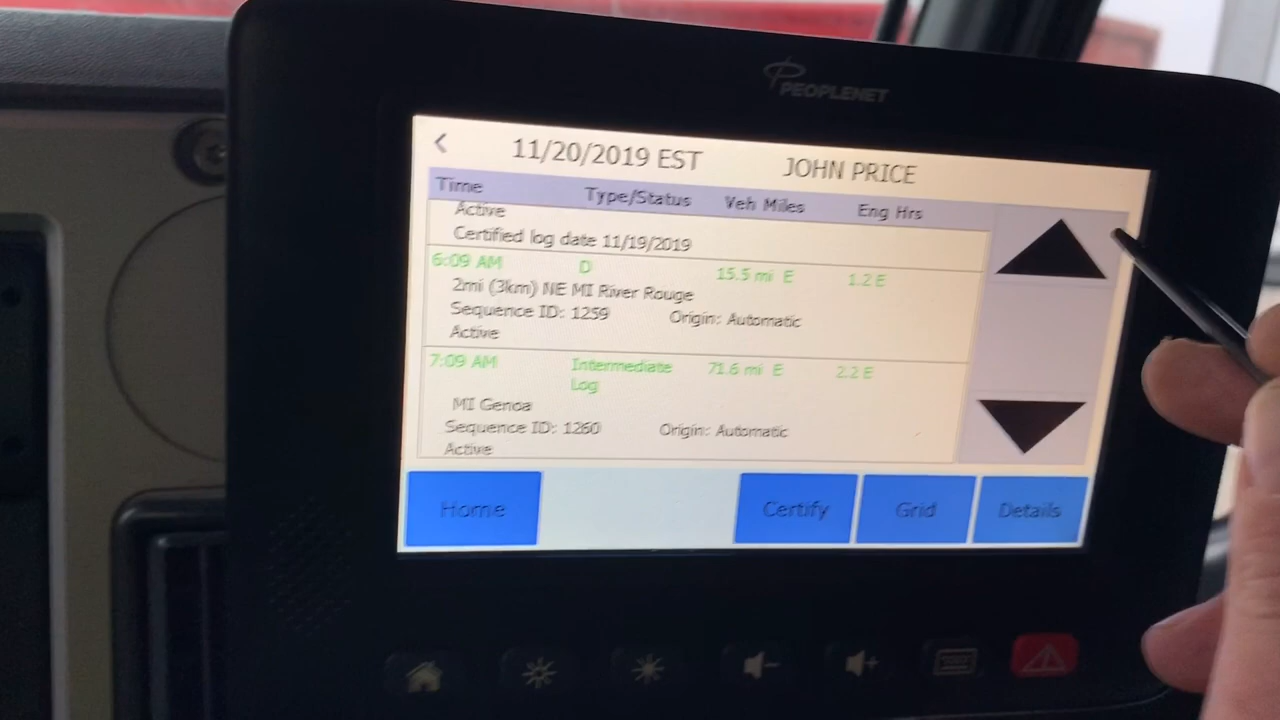 PEOPLENET
11/20/2019 EST JOHN PRICE
Time Type/Status Veh Miles Eng Hrs
Active
Certified log date 11/19/2019
6:09 AM D 15.5 mi E 1.2 E
2mi (3km) NE MI River Rouge
Sequence ID: 1259 Origin: Automatic
Active
7:09 AM Intermediate Log 71.6 mi E 2.2 E
MI Genoa
Sequence ID: 1260 Origin: Automatic
Active
Home Certify Grid Details